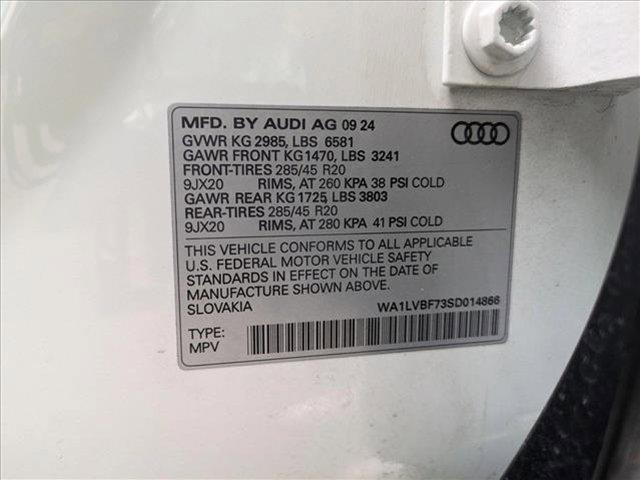 MFD. BY AUDI AG 09 24
GVWR KG 2985, LBS 6581
GAWR FRONT KG1470, LBS 3241
FRONT-TIRES 285/45 R20
9JX20 RIMS, AT 260 KPA 38 PSI COLD
GAWR REAR KG 1725, LBS 3803
REAR-TIRES 285/45 R20
9JX20 RIMS, AT 280 KPA 41 PSI COLD
THIS VEHICLE CONFORMS TO ALL APPLICABLE
U.S. FEDERAL MOTOR VEHICLE SAFETY
STANDARDS IN EFFECT ON THE DATE OF
MANUFACTURE SHOWN ABOVE.
SLOVAKIA WA1LVBF73SD014866
TYPE:
MPV